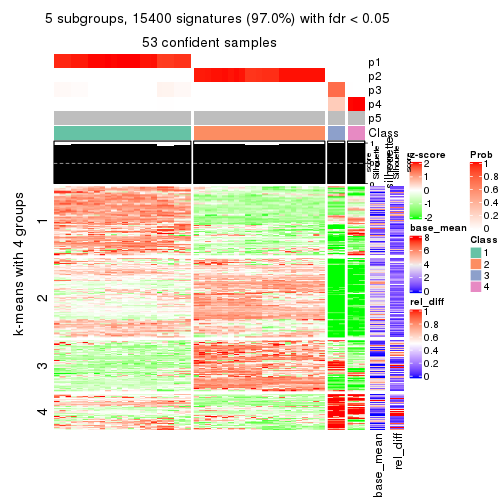 5 subgroups, 15400 signatures (97.0%) with fdr < 0.05
53 confident samples
p1
p2
p3
p4
p5
Class
Silhouette
score
silhouette
k-means with 4 groups
1
2
3
4
base_mean
rel_diff
z-score
2
1
0
-1
-2
base_mean
8
6
4
2
0
rel_diff
1
0.8
0.6
0.4
0.2
0
Prob
1
0.8
0.6
0.4
0.2
0
Class
1
2
3
4